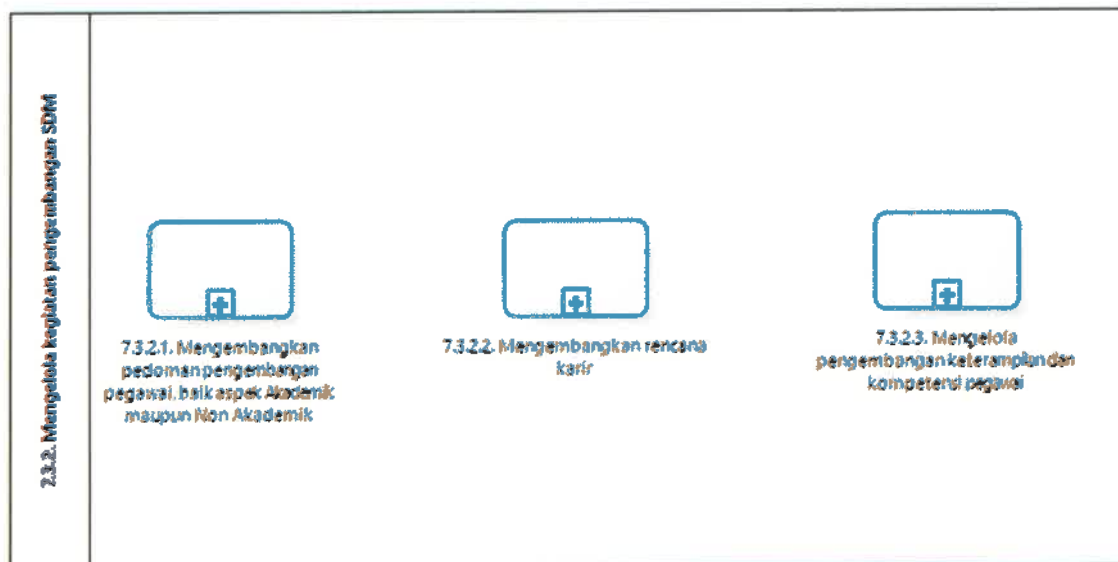 7.3.2. Mengelola kegiatan pengembangan SDM
7.3.2.1. Mengembangkan
pedoman pengembangan
pegawai, baik aspek Akademik
maupun Non Akademik
7.3.2.2. Mengembangkan rencana
karir
7.3.2.3. Mengelola
pengembangan keterampilan dan
kompetensi pegawai